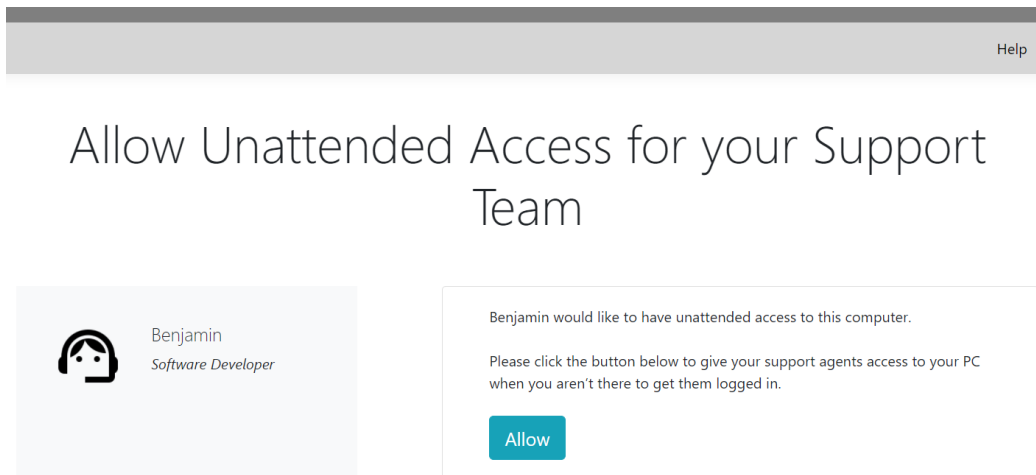 Help
Allow Unattended Access for your Support
Team
Benjamin
Software Developer
Benjamin would like to have unattended access to this computer.
Please click the button below to give your support agents access to your PC
when you aren't there to get them logged in.
Allow